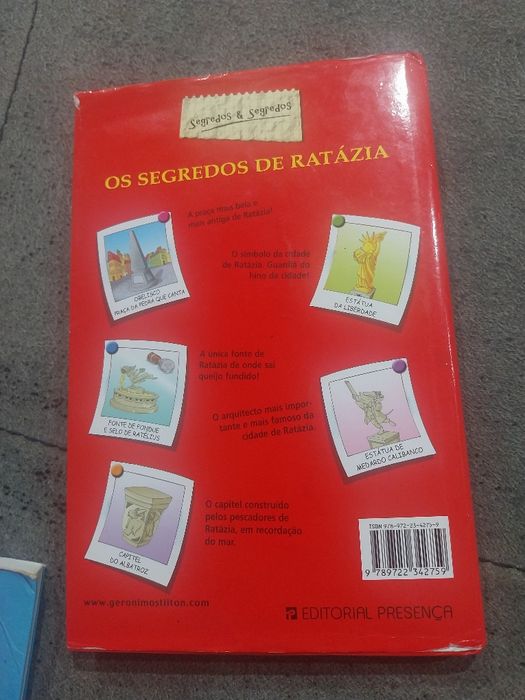 Segredos & Segredos
OS SEGREDOS DE RATÁZIA
A praça mais bela e
mais antiga de Ratázia!
OBELISCO
PRAÇA DA PEDRA QUE CANTA
O símbolo da cidade
de Ratázia. Guardiã do
hino da cidade!
ESTÁTUA
DA LIBERDADE
A única fonte de
Ratázia de onde sai
queijo fundido!
FONTE DE FONDUE
E SELO DE RATÉLIUS
O arquitecto mais impor-
tante e mais famoso da
cidade de Ratázia.
ESTÁTUA DE
MEDARDO CALIBANCO
O capitel construído
pelos pescadores de
Ratázia, em recordação
do mar.
CAPITEL
DO ALBATROZ
ISBN 978-972-23-4275-9
9 789722 342759
www.geronimostilton.com
EDITORIAL PRESENÇA